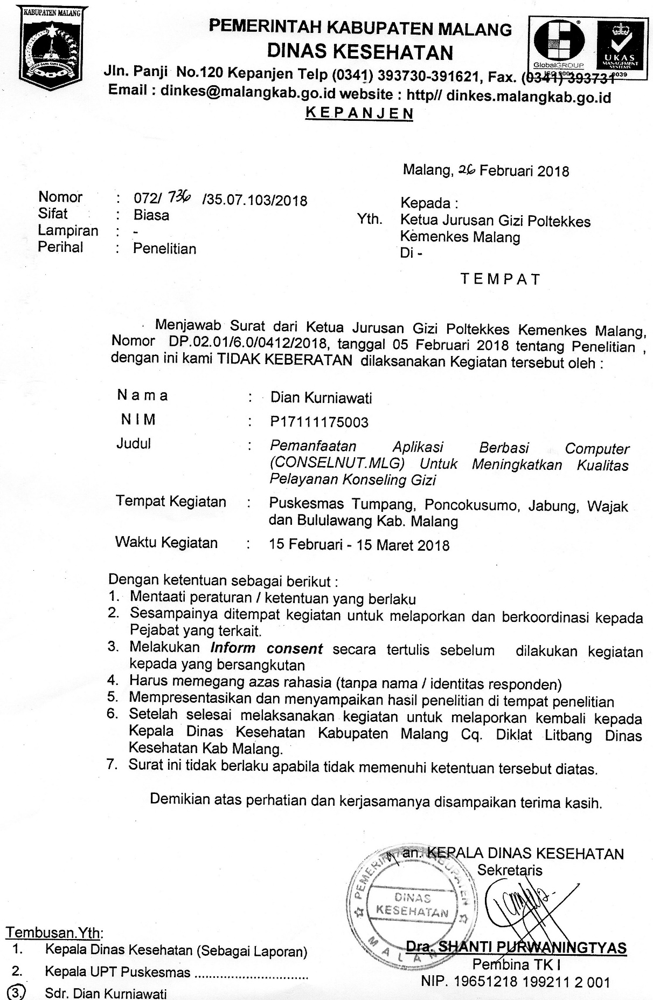 KABUPATEN MALANG
PEMERINTAH KABUPATEN MALANG
DINAS KESEHATAN
Jln. Panji No.120 Kepanjen Telp (0341) 393730-391621, Fax. (0341) 393731
Email : dinkes@malangkab.go.id website : http// dinkes.malangkab.go.id
KEPANJEN
GlobalGROUP
UKAS
MANAGEMENT
SYSTEMS
Malang, 26 Februari 2018
Nomor : 072/ 736 /35.07.103/2018
Sifat : Biasa
Lampiran : -
Perihal : Penelitian
Kepada :
Yth. Ketua Jurusan Gizi Poltekkes
Kemenkes Malang
Di -
TEMPAT
Menjawab Surat dari Ketua Jurusan Gizi Poltekkes Kemenkes Malang,
Nomor DP.02.01/6.0/0412/2018, tanggal 05 Februari 2018 tentang Penelitian ,
dengan ini kami TIDAK KEBERATAN dilaksanakan Kegiatan tersebut oleh :
N a m a : Dian Kurniawati
N I M : P17111175003
Judul : Pemanfaatan Aplikasi Berbasi Computer
(CONSELNUT.MLG) Untuk Meningkatkan Kualitas
Pelayanan Konseling Gizi
Tempat Kegiatan : Puskesmas Tumpang, Poncokusumo, Jabung, Wajak
dan Bululawang Kab. Malang
Waktu Kegiatan : 15 Februari - 15 Maret 2018
Dengan ketentuan sebagai berikut :
1. Mentaati peraturan / ketentuan yang berlaku
2. Sesampainya ditempat kegiatan untuk melaporkan dan berkoordinasi kepada
Pejabat yang terkait.
3. Melakukan Inform consent secara tertulis sebelum dilakukan kegiatan
kepada yang bersangkutan
4. Harus memegang azas rahasia (tanpa nama / identitas responden)
5. Mempresentasikan dan menyampaikan hasil penelitian di tempat penelitian
6. Setelah selesai melaksanakan kegiatan untuk melaporkan kembali kepada
Kepala Dinas Kesehatan Kabupaten Malang Cq. Diklat Litbang Dinas
Kesehatan Kab Malang.
7. Surat ini tidak berlaku apabila tidak memenuhi ketentuan tersebut diatas.
Demikian atas perhatian dan kerjasamanya disampaikan terima kasih.
an. KEPALA DINAS KESEHATAN
Sekretaris
PEMERINTAH KABUPATEN
DINAS
KESEHATAN
MALANG
Dra. SHANTI PURWANINGTYAS
Pembina TK I
NIP. 19651218 199211 2 001
Tembusan.Yth:
1. Kepala Dinas Kesehatan (Sebagai Laporan)
2. Kepala UPT Puskesmas ................................
3. Sdr. Dian Kurniawati